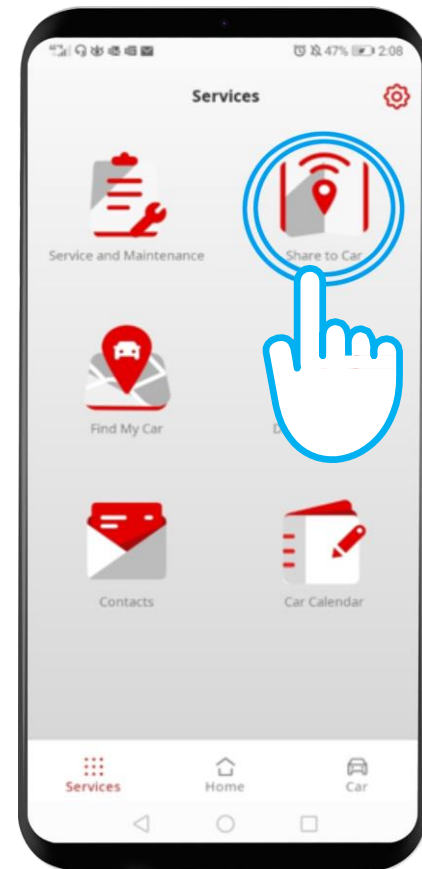 47% 2:08
Services
Service and Maintenance
Share to Car
Find My Car
Contacts
Car Calendar
Services
Home
Car